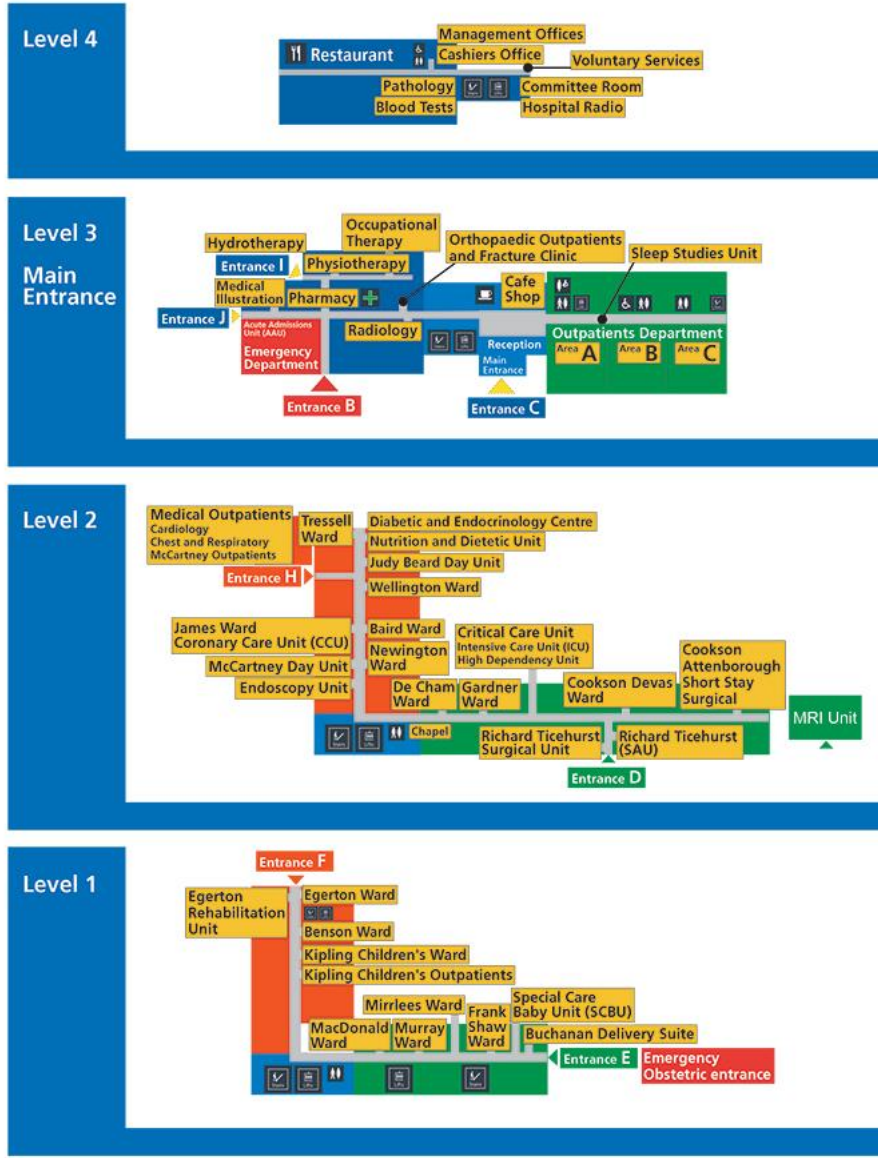 Level 4
Management Offices
Restaurant
Cashiers Office
Voluntary Services
Pathology
Committee Room
Blood Tests
Hospital Radio
Level 3
Main
Entrance
Occupational
Therapy
Hydrotherapy
Orthopaedic Outpatients
and Fracture Clinic
Sleep Studies Unit
Entrance I
Physiotherapy
Medical
Illustration
Pharmacy
Cafe
Shop
Entrance J
Acute Admissions
Unit (AAU)
Emergency
Department
Radiology
Reception
Main
Entrance
Outpatients Department
Area A
Area B
Area C
Entrance B
Entrance C
Level 2
Medical Outpatients
Cardiology
Chest and Respiratory
McCartney Outpatients
Tressell
Ward
Diabetic and Endocrinology Centre
Nutrition and Dietetic Unit
Judy Beard Day Unit
Entrance H
Wellington Ward
James Ward
Coronary Care Unit (CCU)
Baird Ward
Critical Care Unit
Intensive Care Unit (ICU)
High Dependency Unit
Cookson
Attenborough
Short Stay
Surgical
McCartney Day Unit
Newington
Ward
Endoscopy Unit
De Cham
Ward
Gardner
Ward
Cookson Devas
Ward
MRI Unit
Stairs
Lifts
Chapel
Richard Ticehurst
Surgical Unit
Richard Ticehurst
(SAU)
Entrance D
Level 1
Entrance F
Egerton
Rehabilitation
Unit
Egerton Ward
Benson Ward
Kipling Children's Ward
Kipling Children's Outpatients
Mirrlees Ward
Special Care
Baby Unit (SCBU)
MacDonald
Ward
Murray
Ward
Frank
Shaw
Ward
Buchanan Delivery Suite
Entrance E
Emergency
Obstetric entrance
Stairs
Lifts
Lifts
Stairs